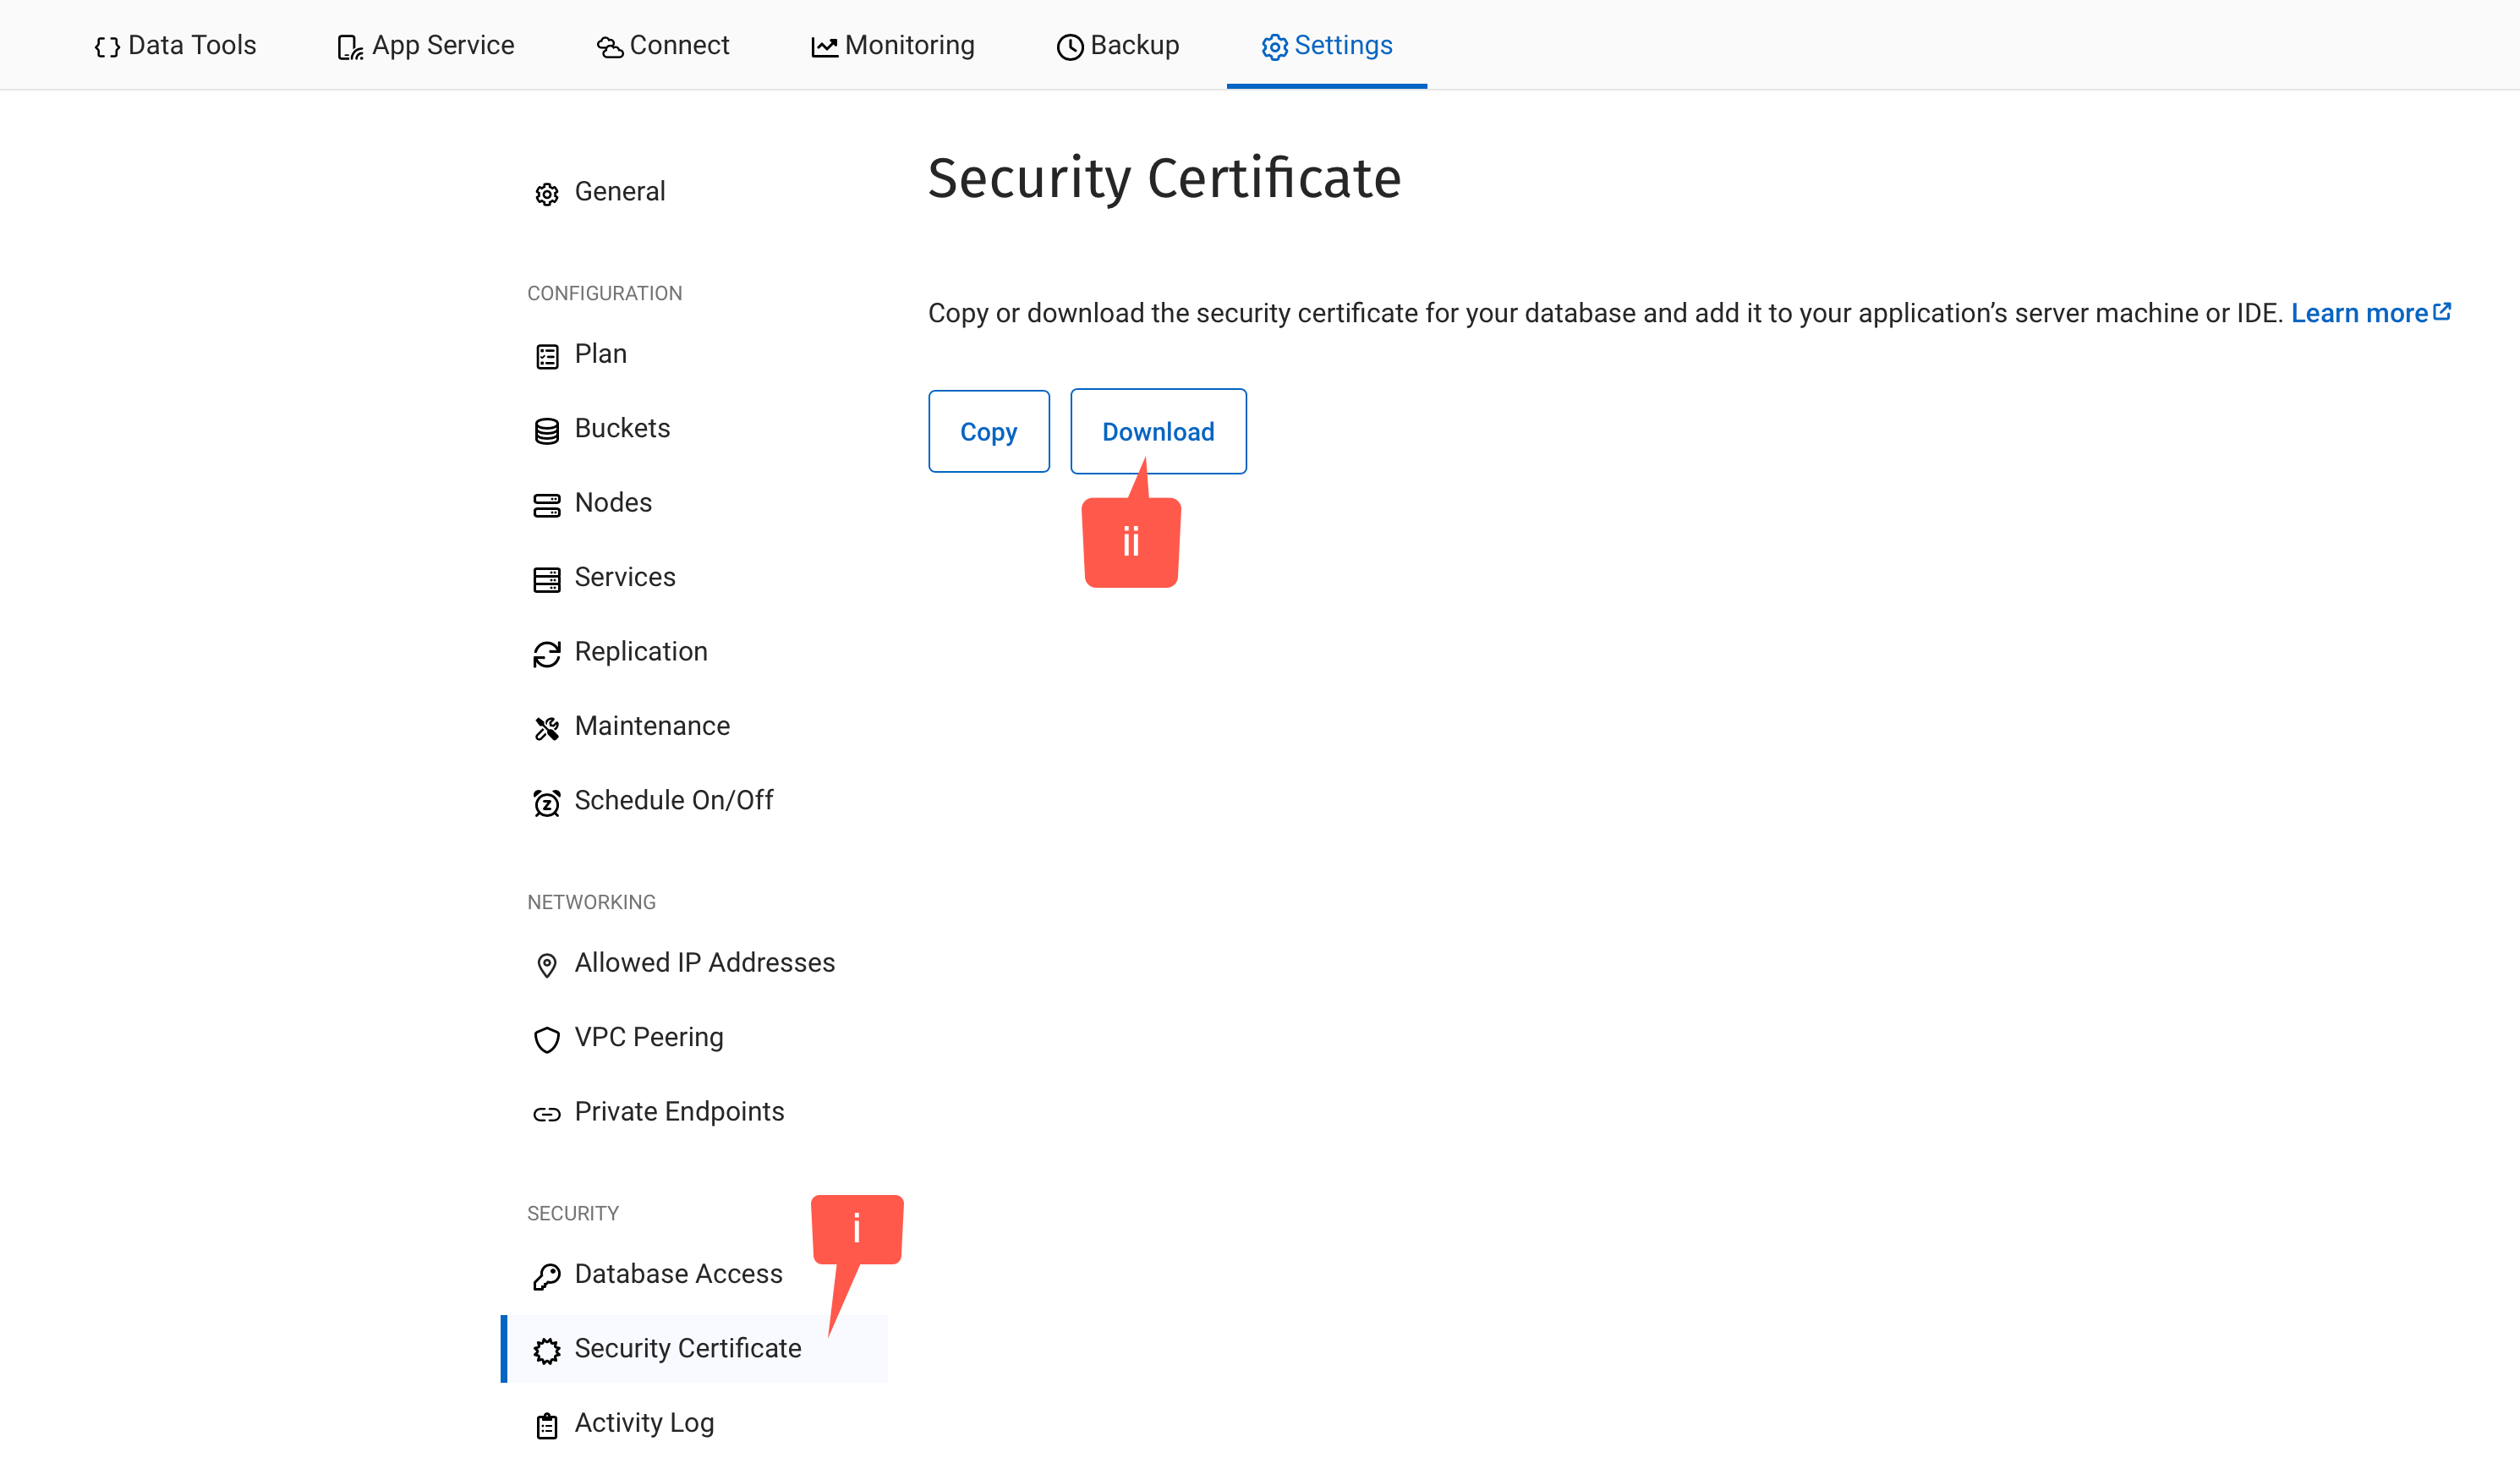 Data Tools
App Service
Connect
Monitoring
Backup
Settings
General
CONFIGURATION
Plan
Buckets
Nodes
Services
Replication
Maintenance
Schedule On/Off
NETWORKING
Allowed IP Addresses
VPC Peering
Private Endpoints
SECURITY
i
Database Access
Security Certificate
Activity Log
Security Certificate
Copy or download the security certificate for your database and add it to your application’s server machine or IDE. Learn more
Copy
Download
ii